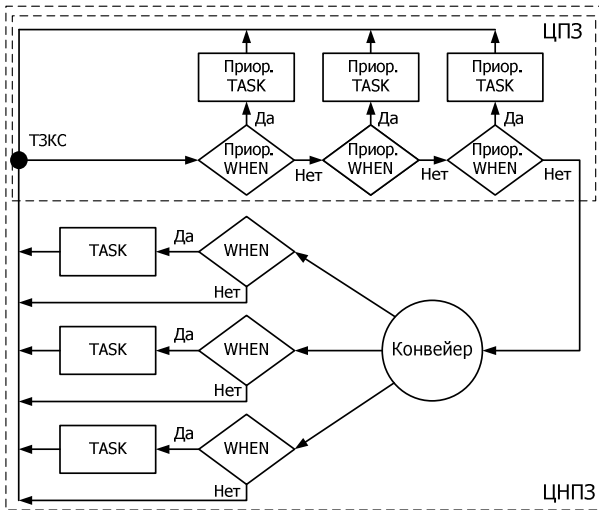 ЦПЗ
Приор.
TASK
Приор.
TASK
Приор.
TASK
Да
Да
Да
ТЗКС
Приор.
WHEN
Нет
Приор.
WHEN
Нет
Приор.
WHEN
Нет
TASK
Да
WHEN
Нет
TASK
Да
WHEN
Нет
Конвейер
TASK
Да
WHEN
Нет
ЦНПЗ